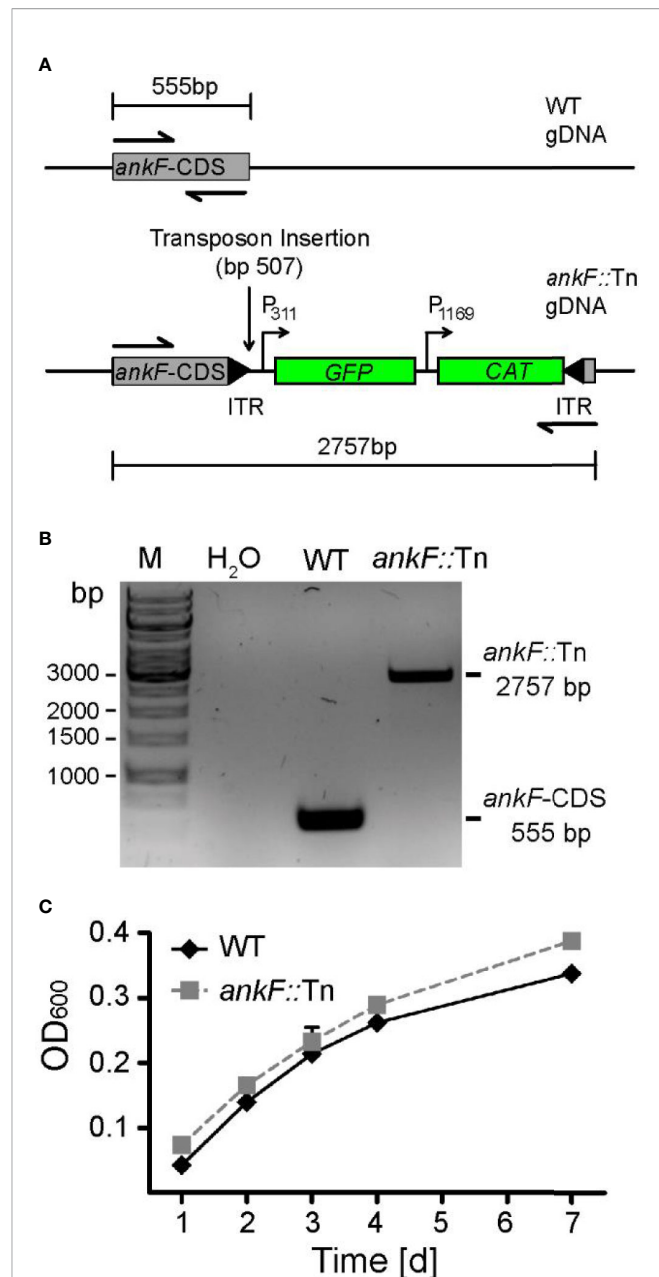 A
555bp
WT
gDNA
ankF-CDS
Transposon Insertion
(bp 507)
ankF::Tn
gDNA
P311
P1169
ankF-CDS
GFP
CAT
ITR
ITR
2757bp
B
M H2O WT ankF::Tn
bp
3000
2000
1500
1000
ankF::Tn
2757 bp
ankF-CDS
555 bp
C
0.4
0.3
0.2
0.1
WT
ankF::Tn
OD600
1 2 3 4 5 6 7
Time [d]